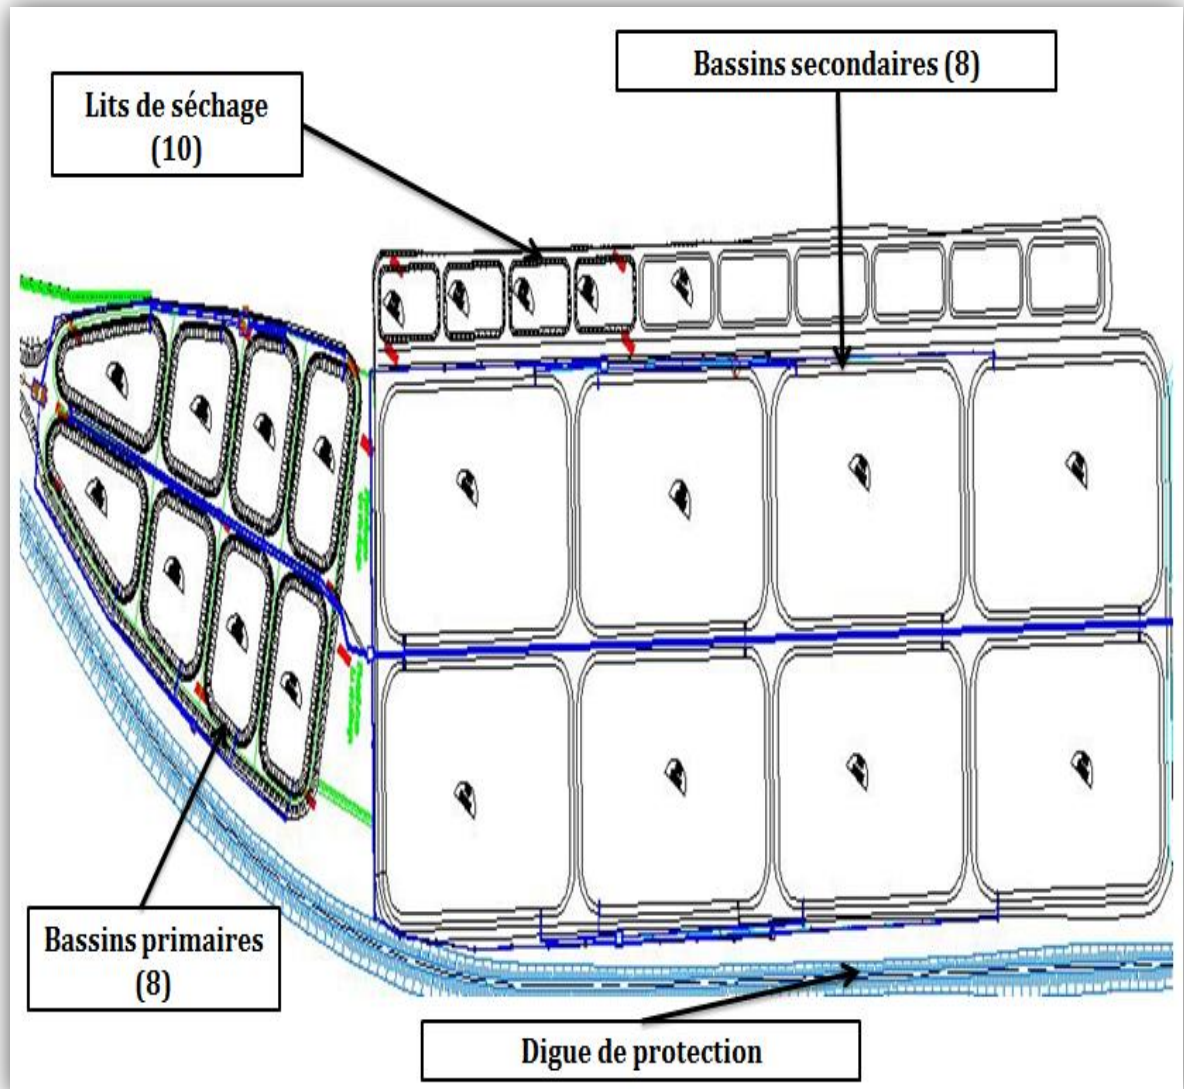 Bassins secondaires (8)
Lits de séchage
(10)
Bassins primaires
(8)
Digue de protection